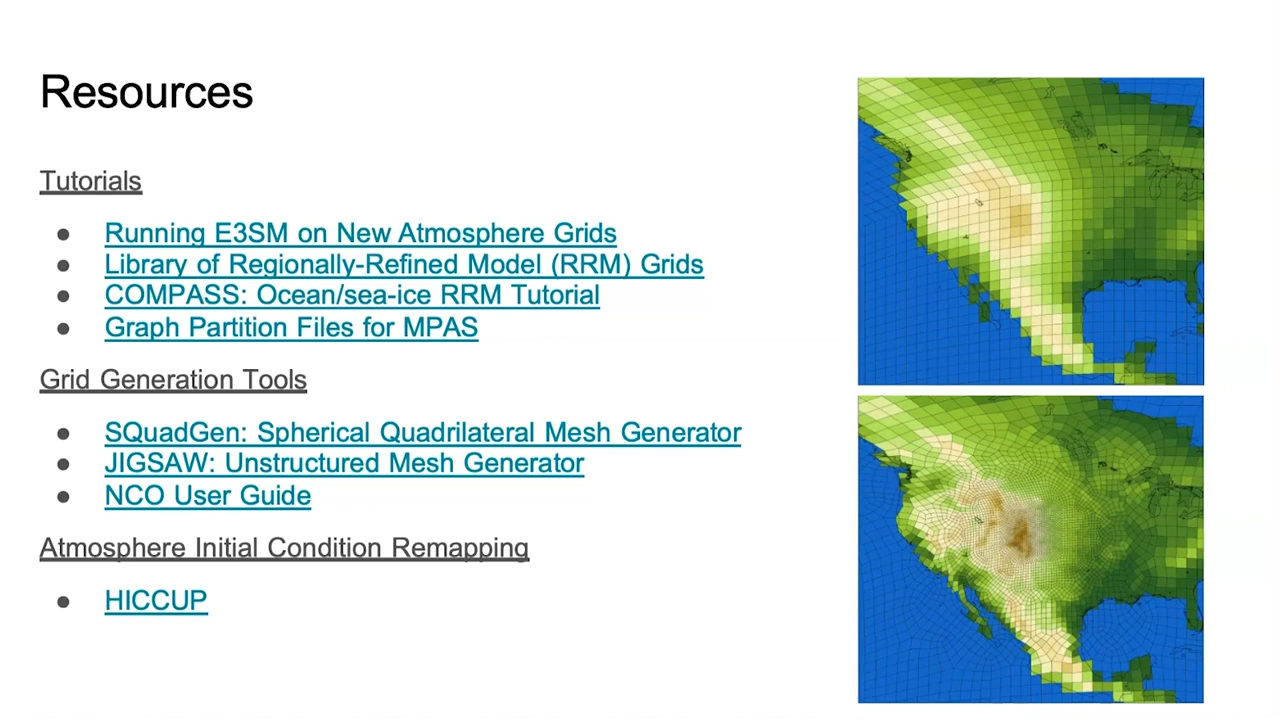 Resources
Tutorials
● Running E3SM on New Atmosphere Grids
● Library of Regionally-Refined Model (RRM) Grids
● COMPASS: Ocean/sea-ice RRM Tutorial
● Graph Partition Files for MPAS
Grid Generation Tools
● SQuadGen: Spherical Quadrilateral Mesh Generator
● JIGSAW: Unstructured Mesh Generator
● NCO User Guide
Atmosphere Initial Condition Remapping
● HICCUP